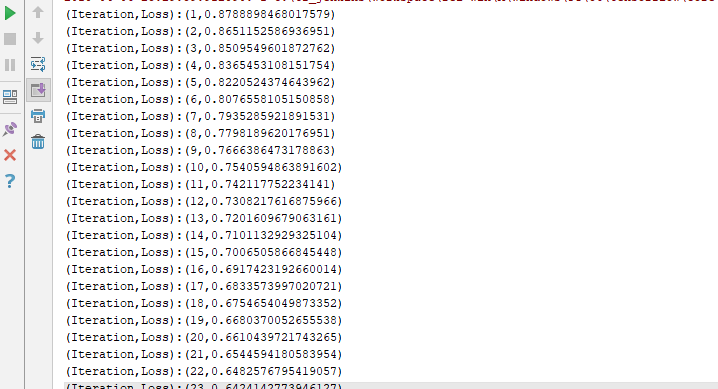 (Iteration,Loss):(1,0.8788898468017579)
(Iteration,Loss):(2,0.8651152586936951)
(Iteration,Loss):(3,0.8509549601872762)
(Iteration,Loss):(4,0.8365453108151754)
(Iteration,Loss):(5,0.8220524374643962)
(Iteration,Loss):(6,0.8076558105150858)
(Iteration,Loss):(7,0.7935285921891531)
(Iteration,Loss):(8,0.7798189620176951)
(Iteration,Loss):(9,0.7666386473178863)
(Iteration,Loss):(10,0.7540594863891602)
(Iteration,Loss):(11,0.742117752234141)
(Iteration,Loss):(12,0.7308217616875966)
(Iteration,Loss):(13,0.7201609679063161)
(Iteration,Loss):(14,0.7101132929325104)
(Iteration,Loss):(15,0.7006505866845448)
(Iteration,Loss):(16,0.6917423192660014)
(Iteration,Loss):(17,0.6833573997020721)
(Iteration,Loss):(18,0.6754654049873352)
(Iteration,Loss):(19,0.6680370052655538)
(Iteration,Loss):(20,0.6610439721743265)
(Iteration,Loss):(21,0.6544594180583954)
(Iteration,Loss):(22,0.6482576795419057)
(Iteration,Loss):(23,0.6424142773946127)